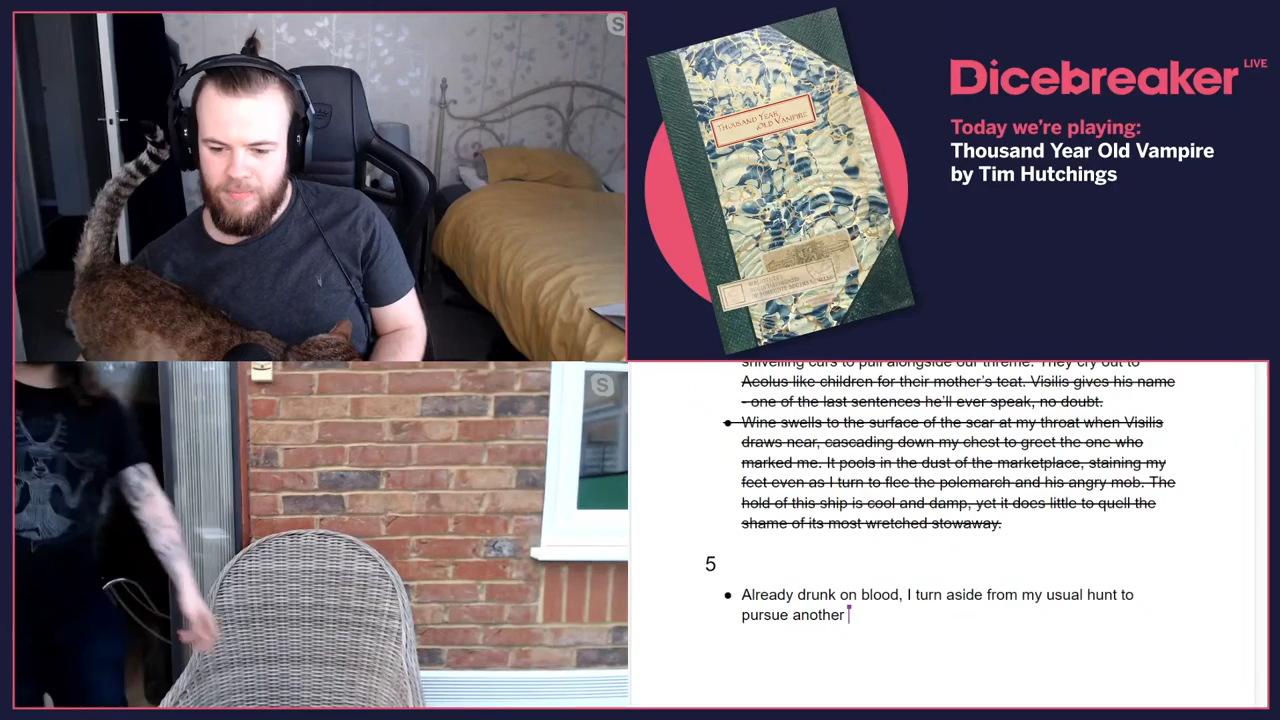 Dicebreaker LIVE
Today we're playing:
Thousand Year Old Vampire
by Tim Hutchings
THOUSAND YEAR
OLD VAMPIRE
snivelling curs to pull alongside our thrēnē. They cry out to
Aeolus like children for their mother's teat. Visilis gives his name
- one of the last sentences he'll ever speak, no doubt.
● Wine swells to the surface of the scar at my throat when Visilis
draws near, cascading down my chest to greet the one who
marked me. It pools in the dust of the marketplace, staining my
feet even as I turn to flee the polemarch and his angry mob. The
hold of this ship is cool and damp, yet it does little to quell the
shame of its most wretched stowaway.
5
● Already drunk on blood, I turn aside from my usual hunt to
pursue another
S
S